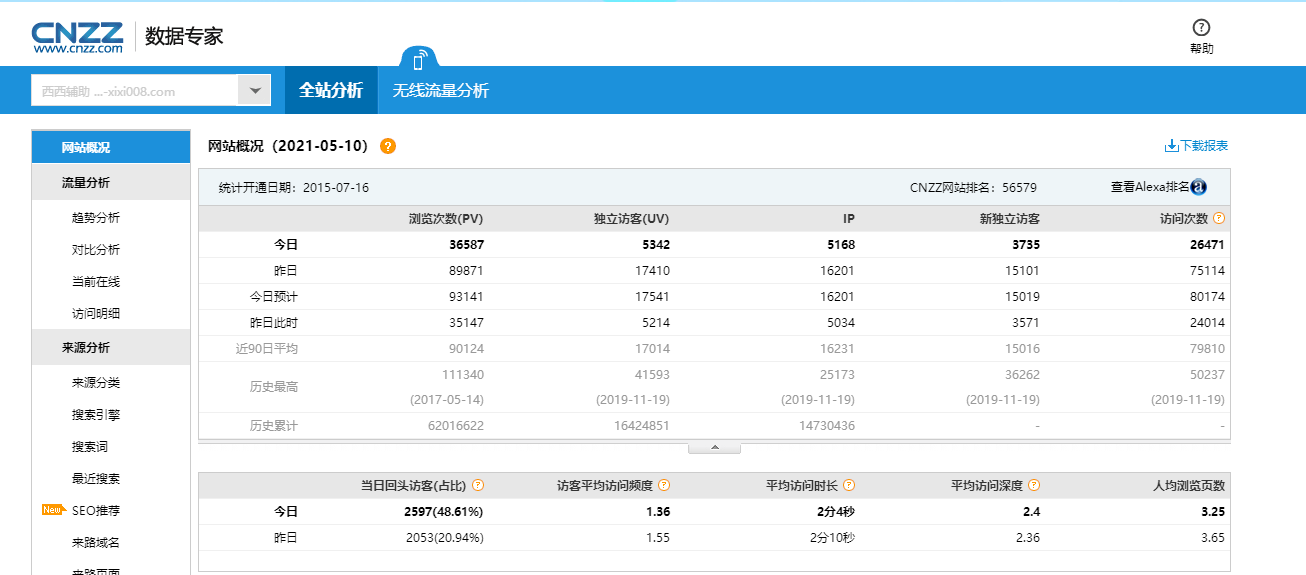 CNZZ 数据专家
www.cnzz.com
帮助
西西辅助 ...-xixi008.com 全站分析 无线流量分析
网站概况
流量分析
趋势分析
对比分析
当前在线
访问明细
来源分析
来源分类
搜索引擎
搜索词
最近搜索
New SEO推荐
来路域名
来路页面
网站概况（2021-05-10） ? 下载报表
统计开通日期：2015-07-16 CNZZ网站排名：56579 查看Alexa排名 a
浏览次数(PV) 独立访客(UV) IP 新独立访客 访问次数 ?
今日 36587 5342 5168 3735 26471
昨日 89871 17410 16201 15101 75114
今日预计 93141 17541 16201 15019 80174
昨日此时 35147 5214 5034 3571 24014
近90日平均 90124 17014 16231 15016 79810
历史最高 111340 41593 25173 36262 50237
(2017-05-14) (2019-11-19) (2019-11-19) (2019-11-19) (2019-11-19)
历史累计 62016622 16424851 14730436 - -
当日回头访客(占比) ? 访客平均访问频度 ? 平均访问时长 ? 平均访问深度 ? 人均浏览页数
今日 2597(48.61%) 1.36 2分4秒 2.4 3.25
昨日 2053(20.94%) 1.55 2分10秒 2.36 3.65